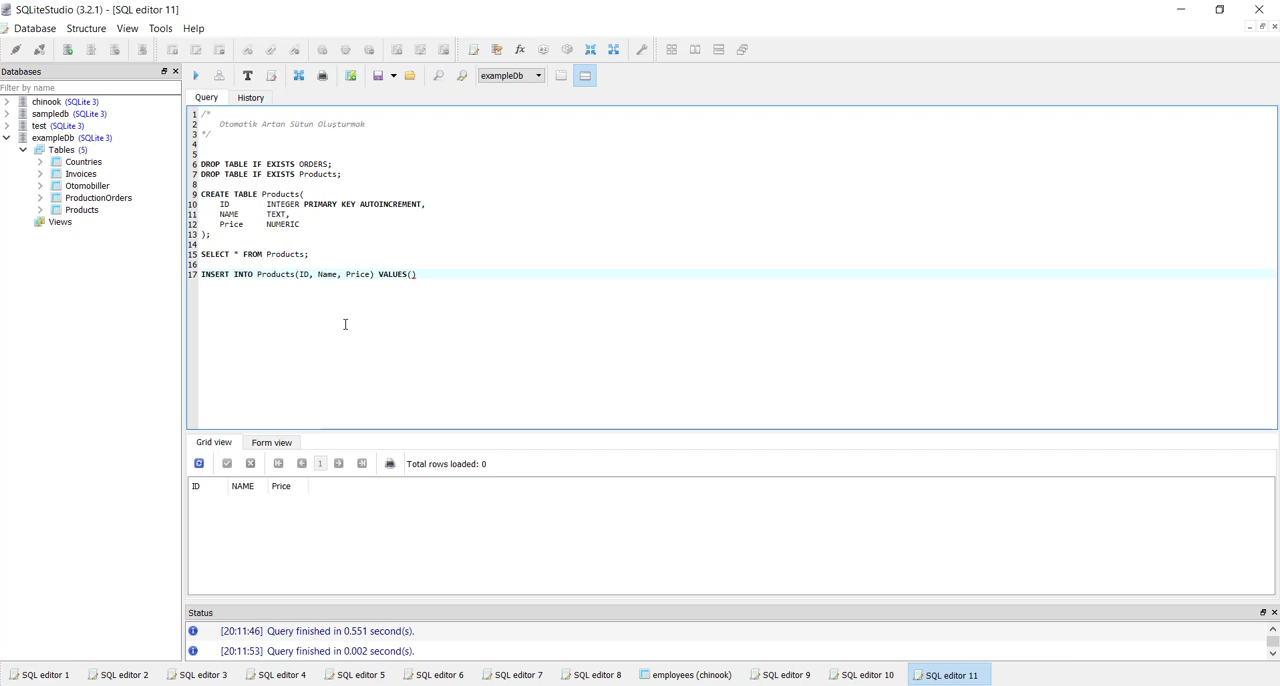 SQLiteStudio (3.2.1) - [SQL editor 11]
Database Structure View Tools Help
Databases
Filter by name
chinook (SQLite 3)
sampledb (SQLite 3)
test (SQLite 3)
exampleDb (SQLite 3)
Tables (5)
Countries
Invoices
Otomobiller
ProductionOrders
Products
Views
exampleDb
Query History
1 /*
2 Otomatik Artan Sütun Oluşturmak
3 */
4
5
6 DROP TABLE IF EXISTS ORDERS;
7 DROP TABLE IF EXISTS Products;
8
9 CREATE TABLE Products(
10 ID INTEGER PRIMARY KEY AUTOINCREMENT,
11 NAME TEXT,
12 Price NUMERIC
13 );
14
15 SELECT * FROM Products;
16
17 INSERT INTO Products(ID, Name, Price) VALUES()
Grid view Form view
1 Total rows loaded: 0
ID NAME Price
Status
[20:11:46] Query finished in 0.551 second(s).
[20:11:53] Query finished in 0.002 second(s).
SQL editor 1 SQL editor 2 SQL editor 3 SQL editor 4 SQL editor 5 SQL editor 6 SQL editor 7 SQL editor 8 employees (chinook) SQL editor 9 SQL editor 10 SQL editor 11